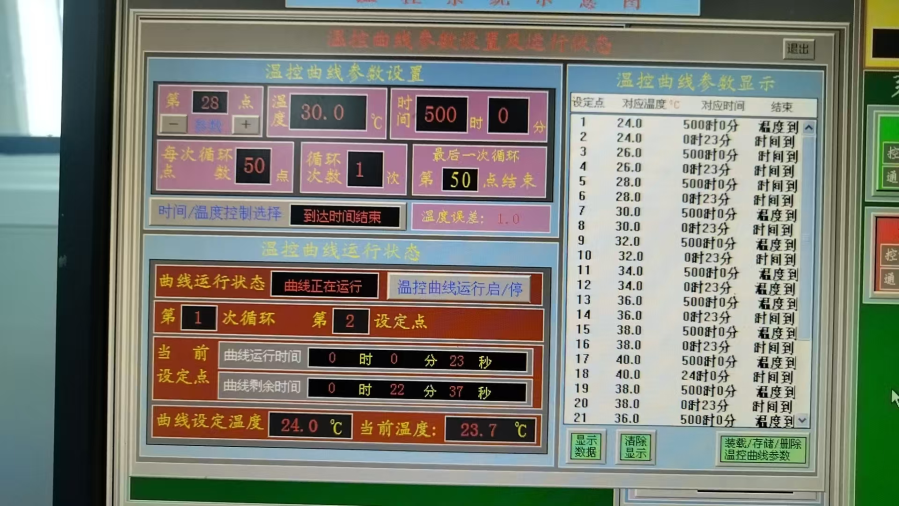 温控曲线参数设置及运行状态
退出
温控曲线参数设置
第 28 点
− 参数 +
温度 30.0 ℃
时间 500 时 0 分
每次循环点数 50 点
循环次数 1 次
最后一次循环
第 50 点结束
时间/温度控制选择 到达时间结束
温度误差: 1.0
温控曲线运行状态
曲线运行状态 曲线正在运行 温控曲线运行启/停
第 1 次循环 第 2 设定点
当前设定点
曲线运行时间 0 时 0 分 23 秒
曲线剩余时间 0 时 22 分 37 秒
曲线设定温度 24.0 ℃ 当前温度: 23.7 ℃
温控曲线参数显示
设定点 对应温度℃ 对应时间 结束
1 24.0 500时0分 温度到
2 24.0 0时23分 时间到
3 26.0 500时0分 温度到
4 26.0 0时23分 时间到
5 28.0 500时0分 温度到
6 28.0 0时23分 时间到
7 30.0 500时0分 温度到
8 30.0 0时23分 时间到
9 32.0 500时0分 温度到
10 32.0 0时23分 时间到
11 34.0 500时0分 温度到
12 34.0 0时23分 时间到
13 36.0 500时0分 温度到
14 36.0 0时23分 时间到
15 38.0 500时0分 温度到
16 38.0 0时23分 时间到
17 40.0 500时0分 温度到
18 40.0 24时0分 时间到
19 38.0 500时0分 温度到
20 38.0 0时23分 时间到
21 36.0 500时0分 温度到
显示数据
清除显示
装载/存储/删除
温控曲线参数
控
通
控
通